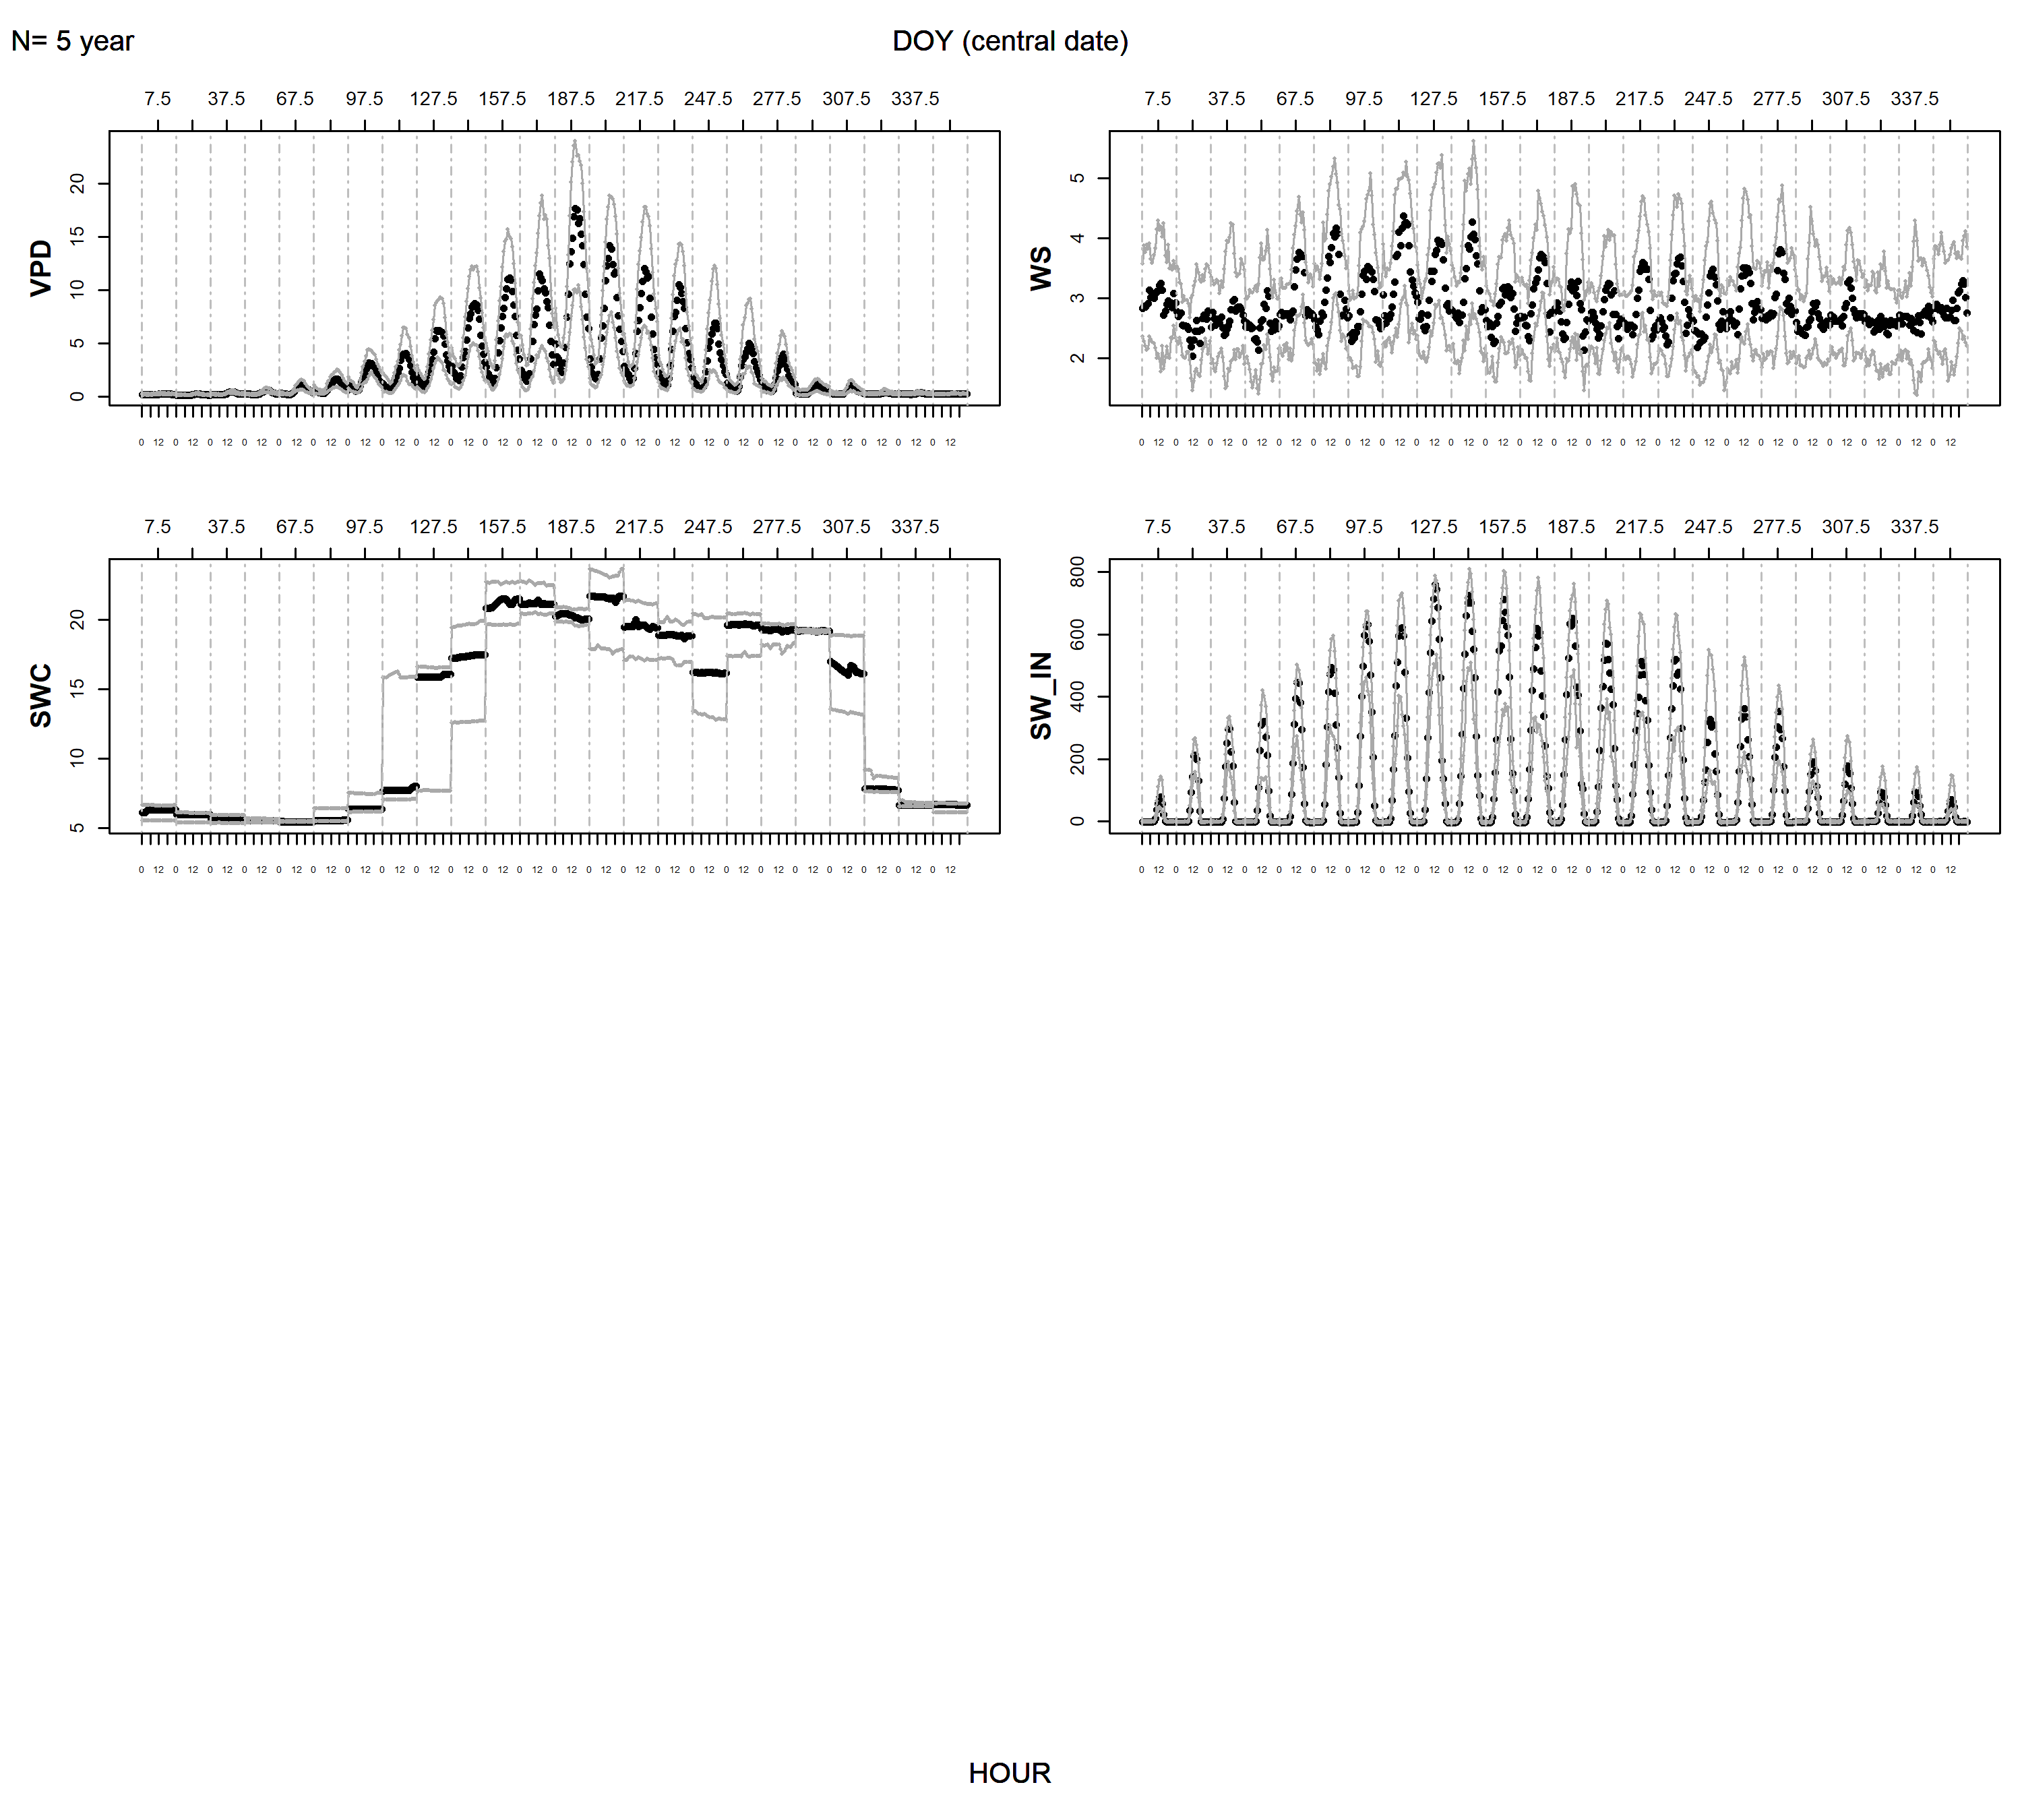 N= 5 year
DOY (central date)
7.5 37.5 67.5 97.5 127.5 157.5 187.5 217.5 247.5 277.5 307.5 337.5
VPD
0 5 10 15 20
0 12 0 12 0 12 0 12 0 12 0 12 0 12 0 12 0 12 0 12 0 12 0 12 0 12 0 12 0 12 0 12 0 12 0 12 0 12 0 12 0 12 0 12 0 12 0 12
7.5 37.5 67.5 97.5 127.5 157.5 187.5 217.5 247.5 277.5 307.5 337.5
WS
2 3 4 5
0 12 0 12 0 12 0 12 0 12 0 12 0 12 0 12 0 12 0 12 0 12 0 12 0 12 0 12 0 12 0 12 0 12 0 12 0 12 0 12 0 12 0 12 0 12 0 12
7.5 37.5 67.5 97.5 127.5 157.5 187.5 217.5 247.5 277.5 307.5 337.5
SWC
5 10 15 20
0 12 0 12 0 12 0 12 0 12 0 12 0 12 0 12 0 12 0 12 0 12 0 12 0 12 0 12 0 12 0 12 0 12 0 12 0 12 0 12 0 12 0 12 0 12 0 12
7.5 37.5 67.5 97.5 127.5 157.5 187.5 217.5 247.5 277.5 307.5 337.5
SW_IN
0 200 400 600 800
0 12 0 12 0 12 0 12 0 12 0 12 0 12 0 12 0 12 0 12 0 12 0 12 0 12 0 12 0 12 0 12 0 12 0 12 0 12 0 12 0 12 0 12 0 12 0 12
HOUR